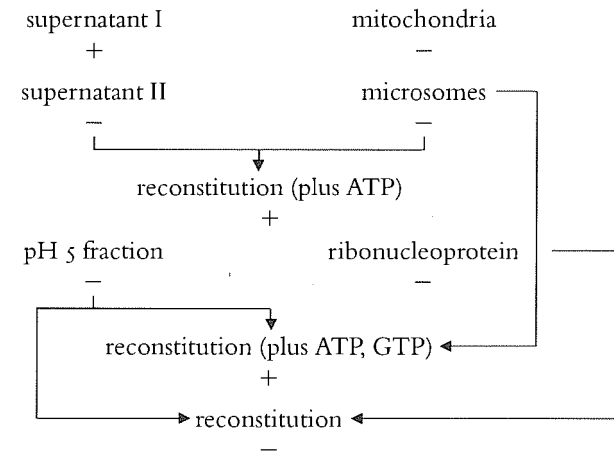 supernatant I mitochondria
+ −
supernatant II microsomes
− −
reconstitution (plus ATP)
+
pH 5 fraction ribonucleoprotein
− −
reconstitution (plus ATP, GTP)
+
reconstitution
−